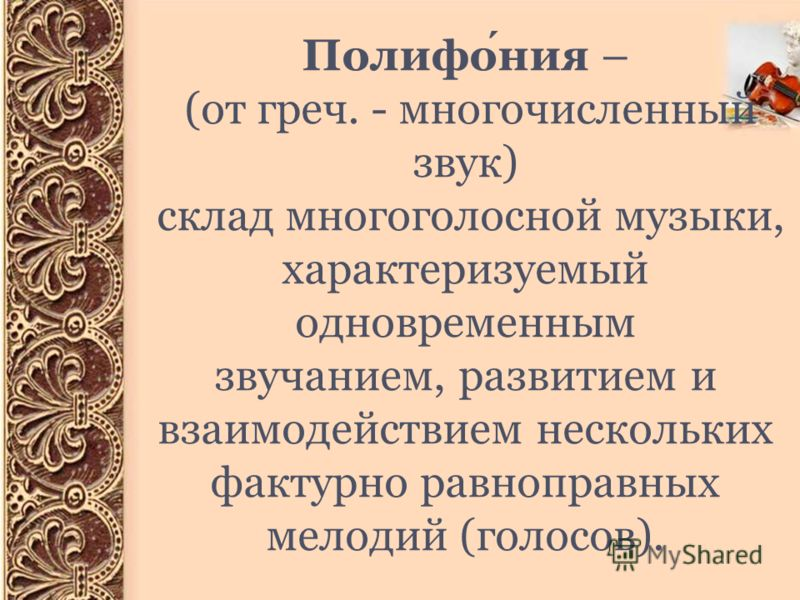 Полифо́ния –
(от греч. - многочисленный
звук)
склад многоголосной музыки,
характеризуемый
одновременным
звучанием, развитием и
взаимодействием нескольких
фактурно равноправных
мелодий (голосов).
MyShared